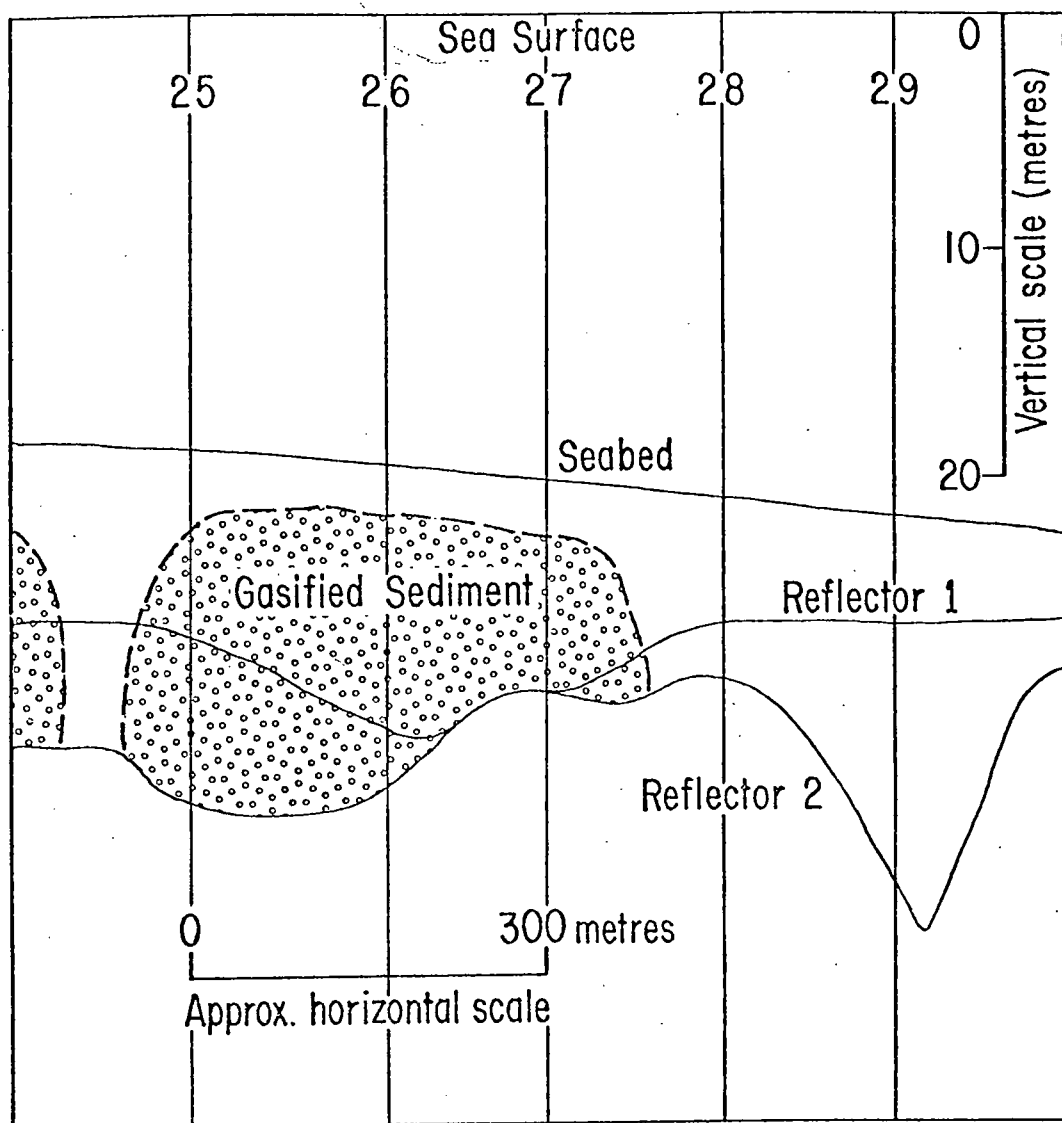 Sea Surface
0
25 26 27 28 29
Vertical scale (metres)
10
20
Seabed
Gasified Sediment
Reflector 1
Reflector 2
0 300 metres
Approx. horizontal scale